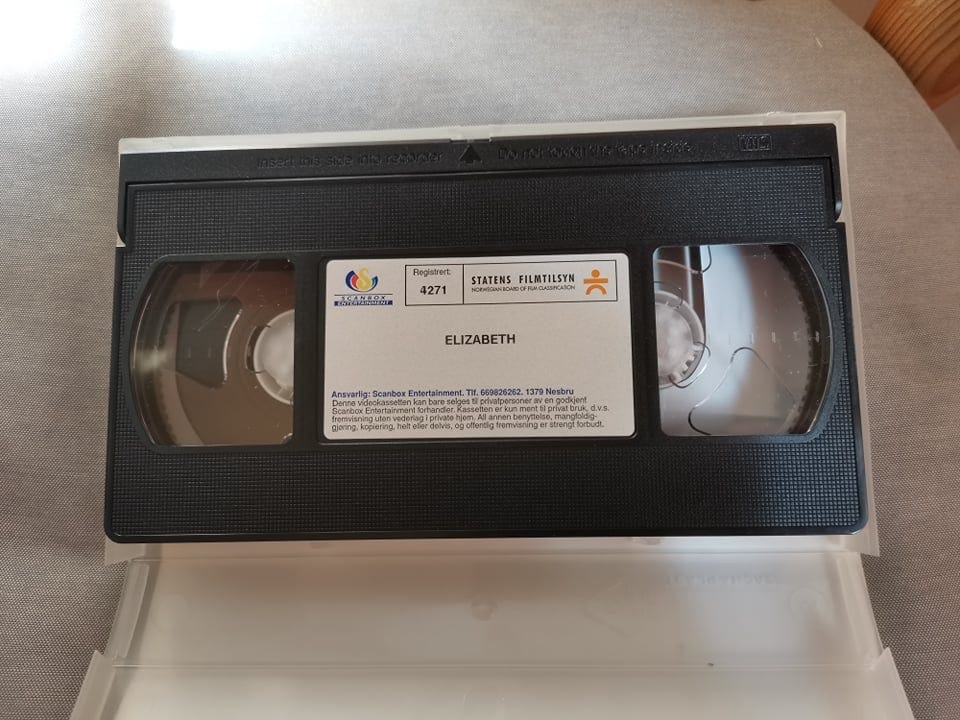 Insert this side into recorder Do not touch the tape inside
VHS
SCANBOX
ENTERTAINMENT
Registrert:
4271
STATENS FILMTILSYN
NORWEGIAN BOARD OF FILM CLASSIFICATION
ELIZABETH
Ansvarlig: Scanbox Entertainment. Tlf. 669826262. 1379 Nesbru
Denne videokassetten kan bare selges til privatpersoner av en godkjent
Scanbox Entertainment forhandler. Kassetten er kun ment til privat bruk, d.v.s.
fremvisning uten vederlag i private hjem. All annen benyttelse, mangfoldig-
gjøring, kopiering, helt eller delvis, og offentlig fremvisning er strengt forbudt.